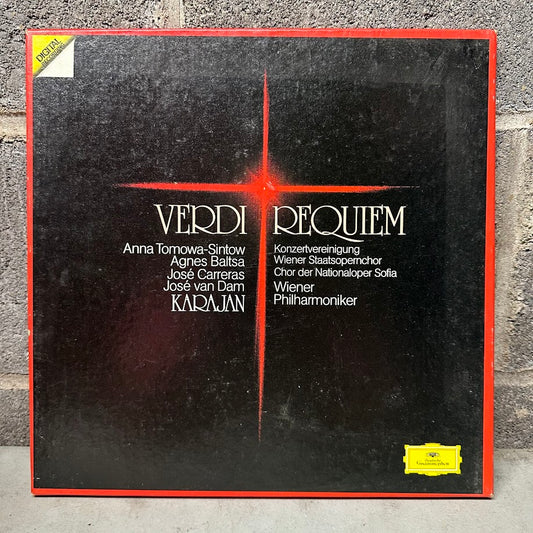 DIGITAL
RECORDING
VERDI REQUIEM
Anna Tomowa-Sintow
Agnes Baltsa
José Carreras
José van Dam
KARAJAN
Konzertvereinigung
Wiener Staatsopernchor
Chor der Nationaloper Sofia
Wiener
Philharmoniker
Deutsche
Grammophon